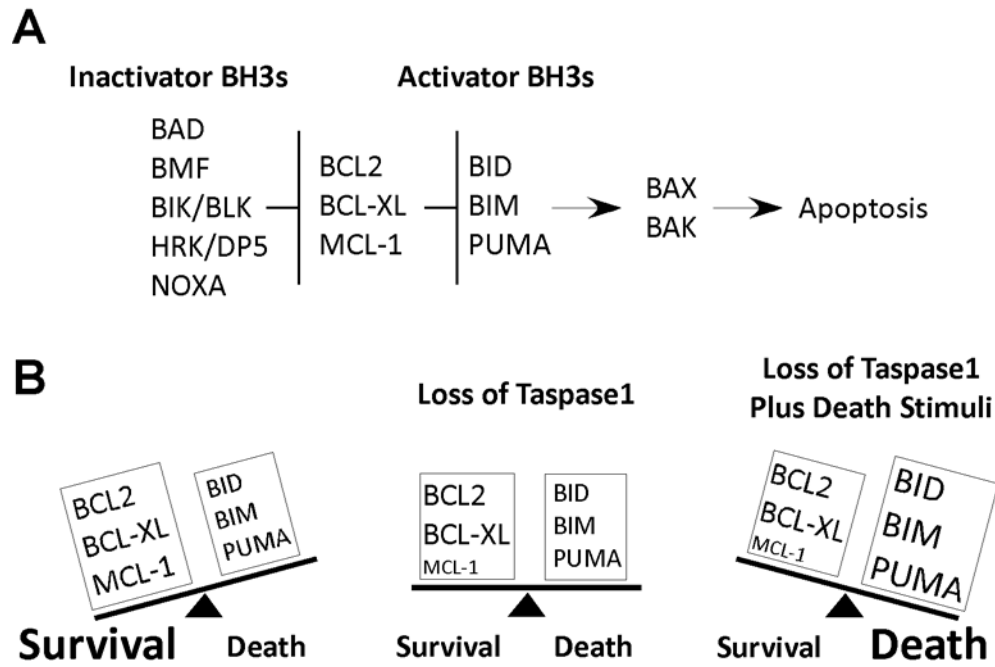 A
Inactivator BH3s
Activator BH3s
BAD
BMF
BIK/BLK
HRK/DP5
NOXA
BCL2
BCL-XL
MCL-1
BID
BIM
PUMA
BAX
BAK
Apoptosis
B
BCL2
BCL-XL
MCL-1
BID
BIM
PUMA
Survival
Death
Loss of Taspase1
BCL2
BCL-XL
MCL-1
BID
BIM
PUMA
Survival
Death
Loss of Taspase1
Plus Death Stimuli
BCL2
BCL-XL
MCL-1
BID
BIM
PUMA
Survival
Death